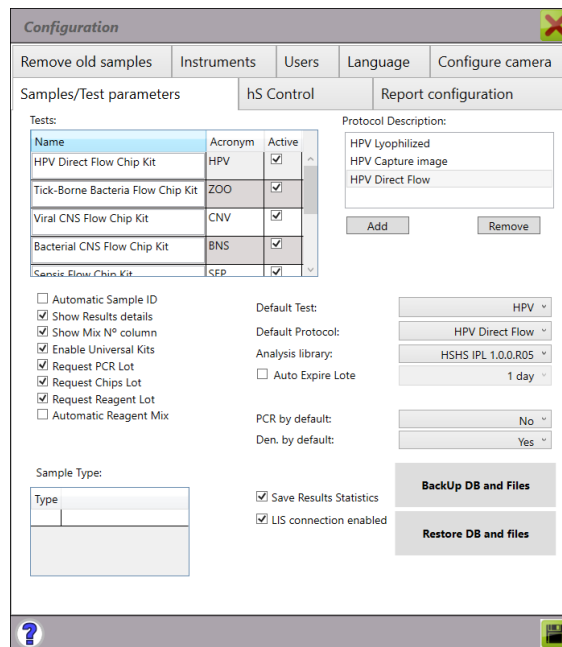 Configuration
Remove old samples
Instruments
Users
Language
Configure camera
Samples/Test parameters
hS Control
Report configuration
Tests:
Name Acronym Active
HPV Direct Flow Chip Kit HPV
Tick-Borne Bacteria Flow Chip Kit ZOO
Viral CNS Flow Chip Kit CNV
Bacterial CNS Flow Chip Kit BNS
Sepsis Flow Chip Kit SEP
Protocol Description:
HPV Lyophilized
HPV Capture image
HPV Direct Flow
Add
Remove
Automatic Sample ID
Show Results details
Show Mix Nº column
Enable Universal Kits
Request PCR Lot
Request Chips Lot
Request Reagent Lot
Automatic Reagent Mix
Default Test: HPV
Default Protocol: HPV Direct Flow
Analysis library: HSHS IPL 1.0.0.R05
Auto Expire Lote 1 day
PCR by default: No
Den. by default: Yes
Sample Type:
Type
Save Results Statistics
LIS connection enabled
BackUp DB and Files
Restore DB and files
?